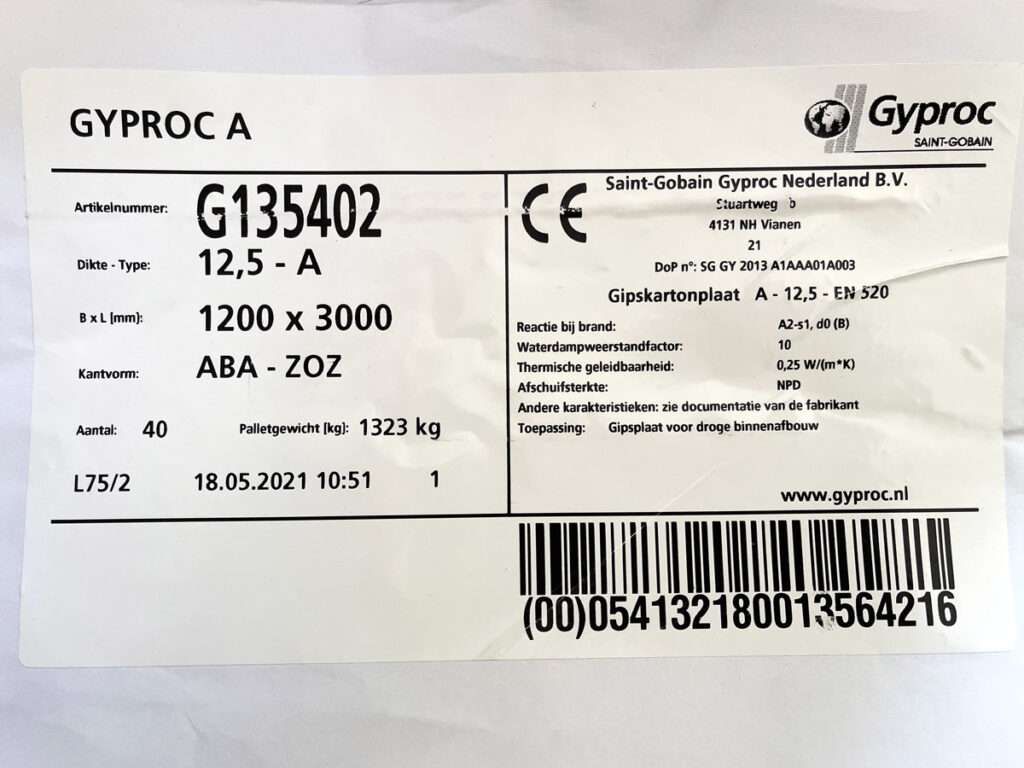 GYPROC A
Gyproc
SAINT-GOBAIN
Artikelnummer: G135402
Dikte - Type: 12,5 - A
B x L [mm]: 1200 x 3000
Kantvorm: ABA - ZOZ
Aantal: 40 Palletgewicht [kg]: 1323 kg
L75/2 18.05.2021 10:51 1
CE
Saint-Gobain Gyproc Nederland B.V.
Stuartweg
4131 NH Vianen
21
DoP n°: SG GY 2013 A1AAA01A003
Gipskartonplaat A - 12,5 - EN 520
Reactie bij brand: A2-s1, d0 (B)
Waterdampweerstandfactor: 10
Thermische geleidbaarheid: 0,25 W/(m*K)
Afschuifsterkte: NPD
Andere karakteristieken: zie documentatie van de fabrikant
Toepassing: Gipsplaat voor droge binnenafbouw
www.gyproc.nl
(00)054132180013564216